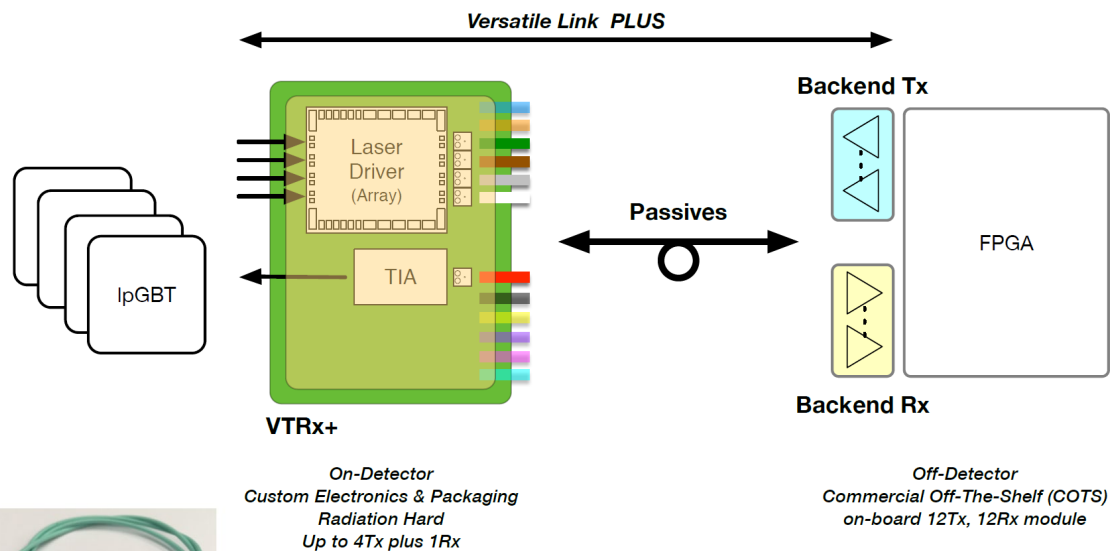 Versatile Link PLUS
Backend Tx
Laser
Driver
(Array)
Passives
FPGA
TIA
lpGBT
Backend Rx
VTRx+
On-Detector
Custom Electronics & Packaging
Radiation Hard
Up to 4Tx plus 1Rx
Off-Detector
Commercial Off-The-Shelf (COTS)
on-board 12Tx, 12Rx module